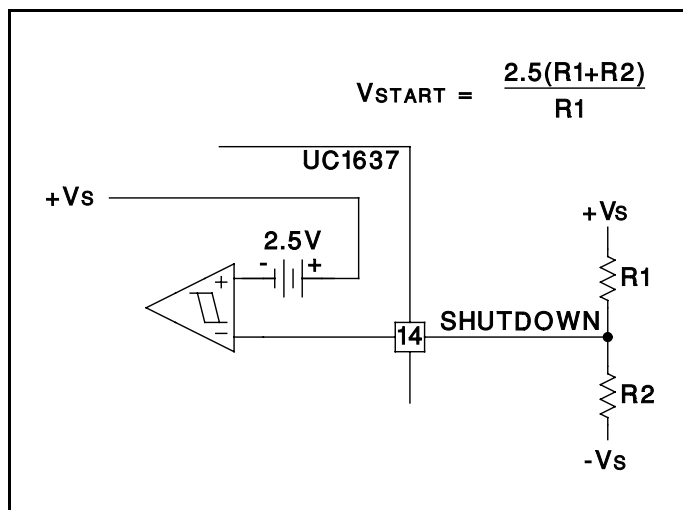 VSTART = 2.5(R1+R2)
R1
UC1637
+Vs
+Vs
2.5V
- +
R1
+
-
14
SHUTDOWN
R2
-Vs